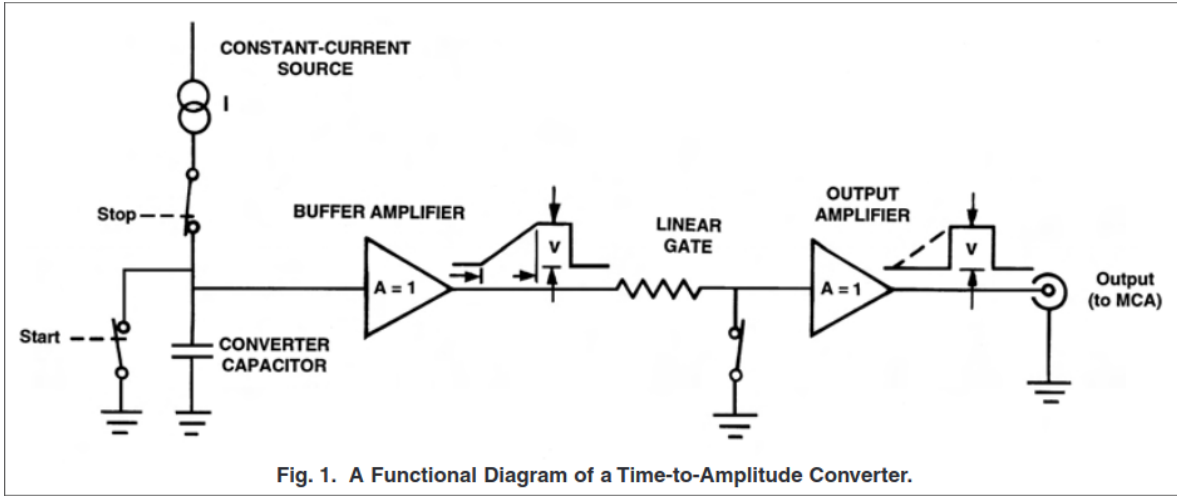 CONSTANT-CURRENT
SOURCE
I
Stop
BUFFER AMPLIFIER
A = 1
V
LINEAR
GATE
OUTPUT
AMPLIFIER
A = 1
V
Output
(to MCA)
Start
CONVERTER
CAPACITOR
Fig. 1. A Functional Diagram of a Time-to-Amplitude Converter.